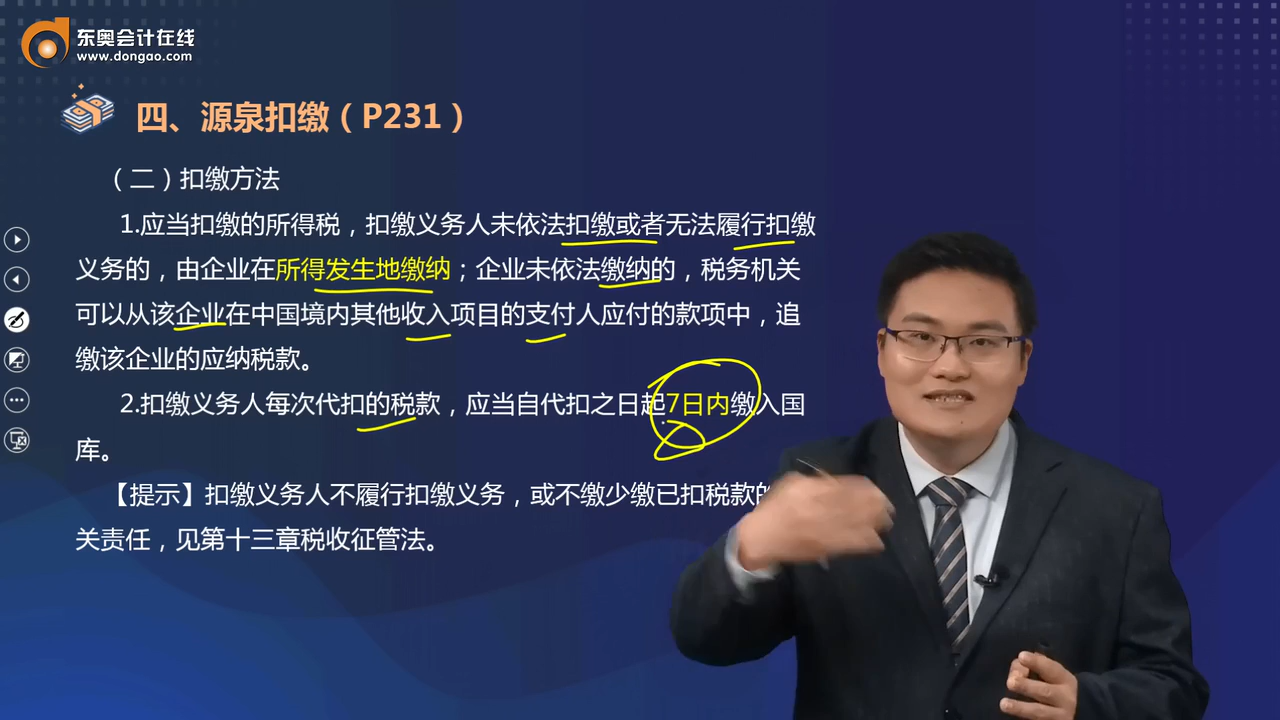 东奥会计在线
www.dongao.com
四、源泉扣缴（P231）
（二）扣缴方法
1.应当扣缴的所得税，扣缴义务人未依法扣缴或者无法履行扣缴
义务的，由企业在所得发生地缴纳；企业未依法缴纳的，税务机关
可以从该企业在中国境内其他收入项目的支付人应付的款项中，追
缴该企业的应纳税款。
2.扣缴义务人每次代扣的税款，应当自代扣之日起7日内缴入国
库。
【提示】扣缴义务人不履行扣缴义务，或不缴少缴已扣税款的
关责任，见第十三章税收征管法。